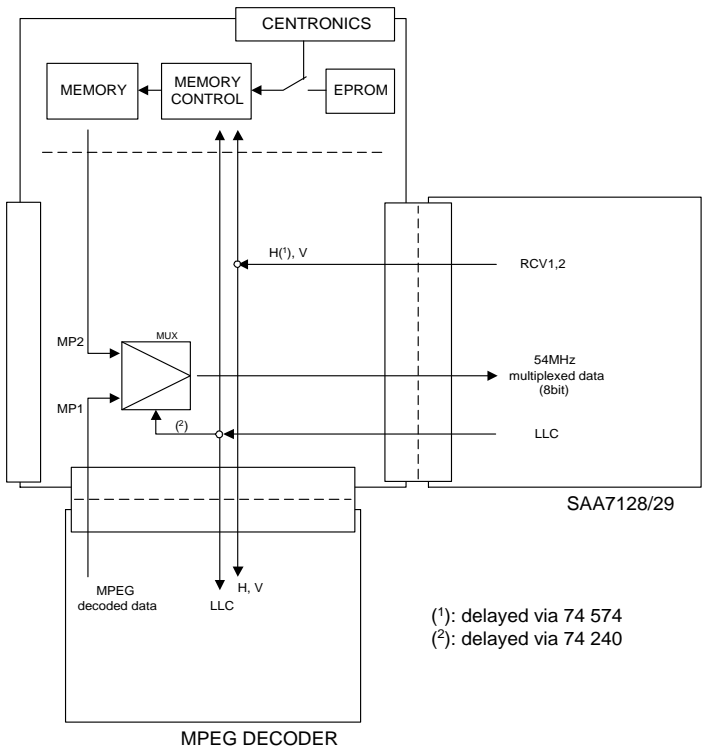 CENTRONICS
MEMORY
MEMORY
CONTROL
EPROM
H(¹), V
RCV1,2
MUX
MP2
54MHz
multiplexed data
(8bit)
MP1
(²)
LLC
SAA7128/29
MPEG
decoded data
LLC
H, V
(¹): delayed via 74 574
(²): delayed via 74 240
MPEG DECODER